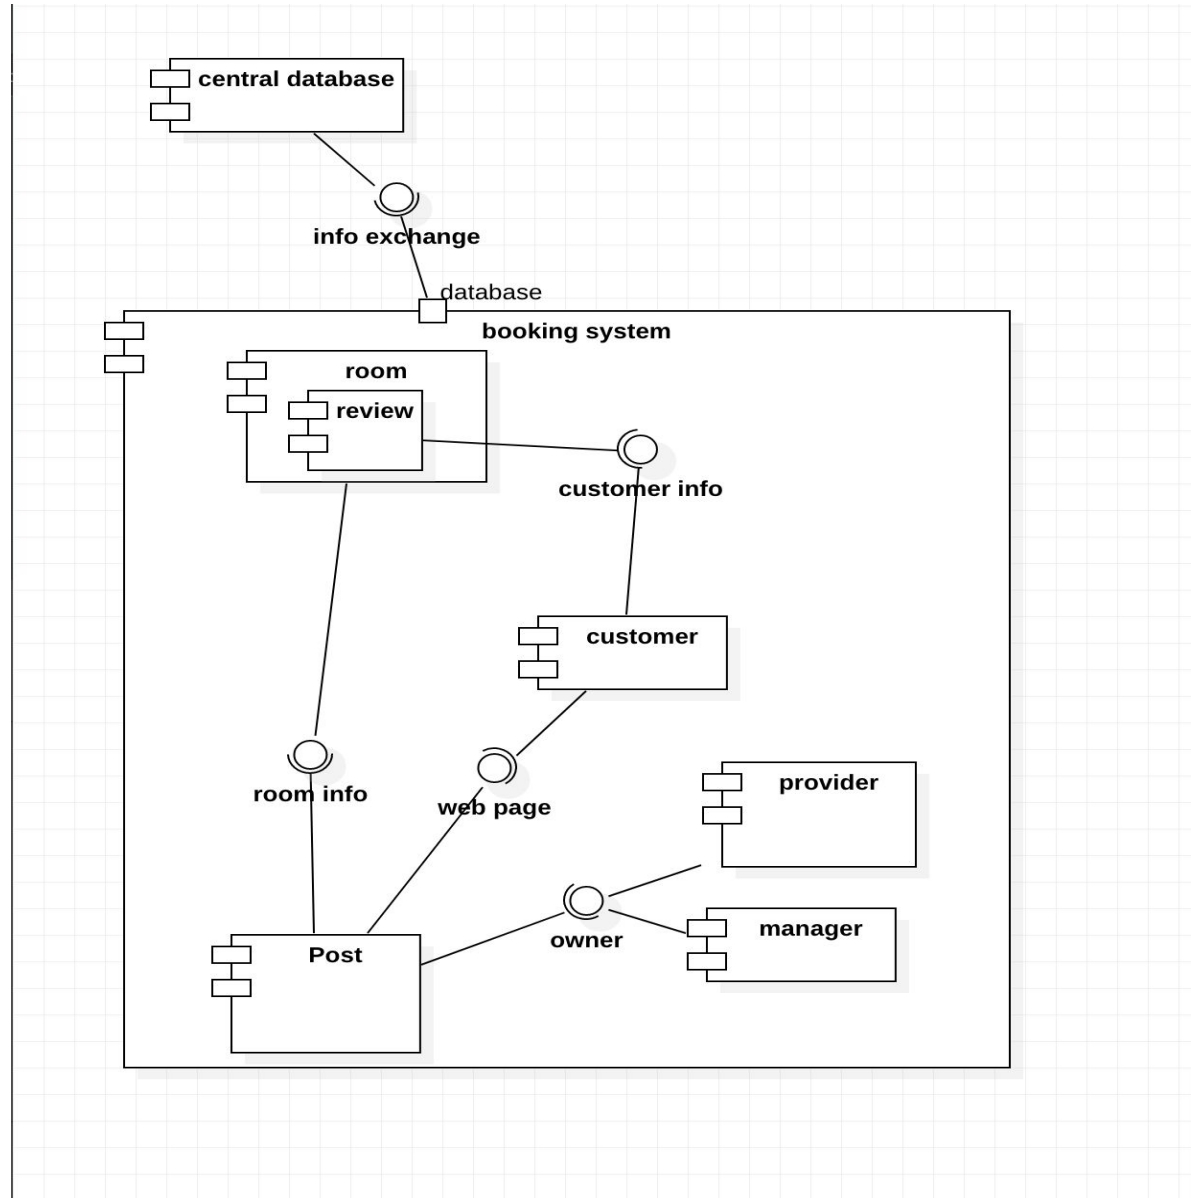 central database
info exchange
database
booking system
room
review
customer info
customer
room info
web page
provider
owner
manager
Post